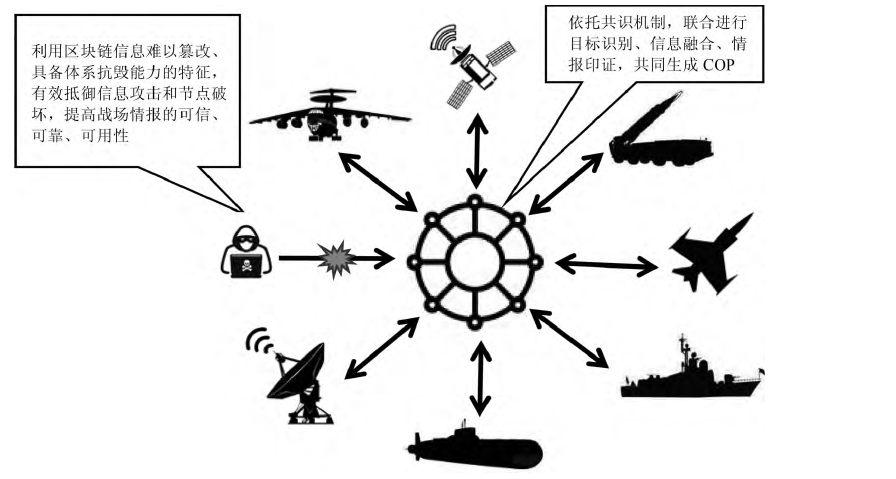 利用区块链信息难以篡改、
具备体系抗毁能力的特征，
有效抵御信息攻击和节点破
坏，提高战场情报的可信、
可靠、可用性
依托共识机制，联合进行
目标识别、信息融合、情
报印证，共同生成 COP